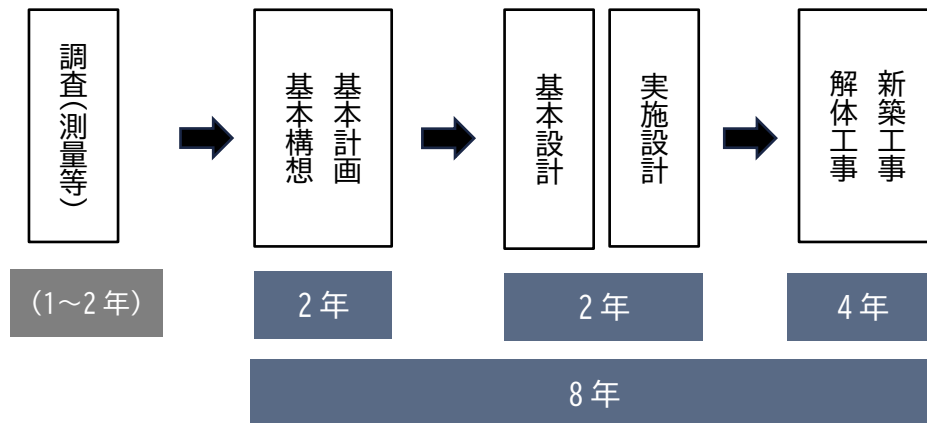 調査(測量等)
基本計画
基本構想
基本設計
実施設計
新築工事
解体工事
(1～2年)
2年
2年
4年
8年